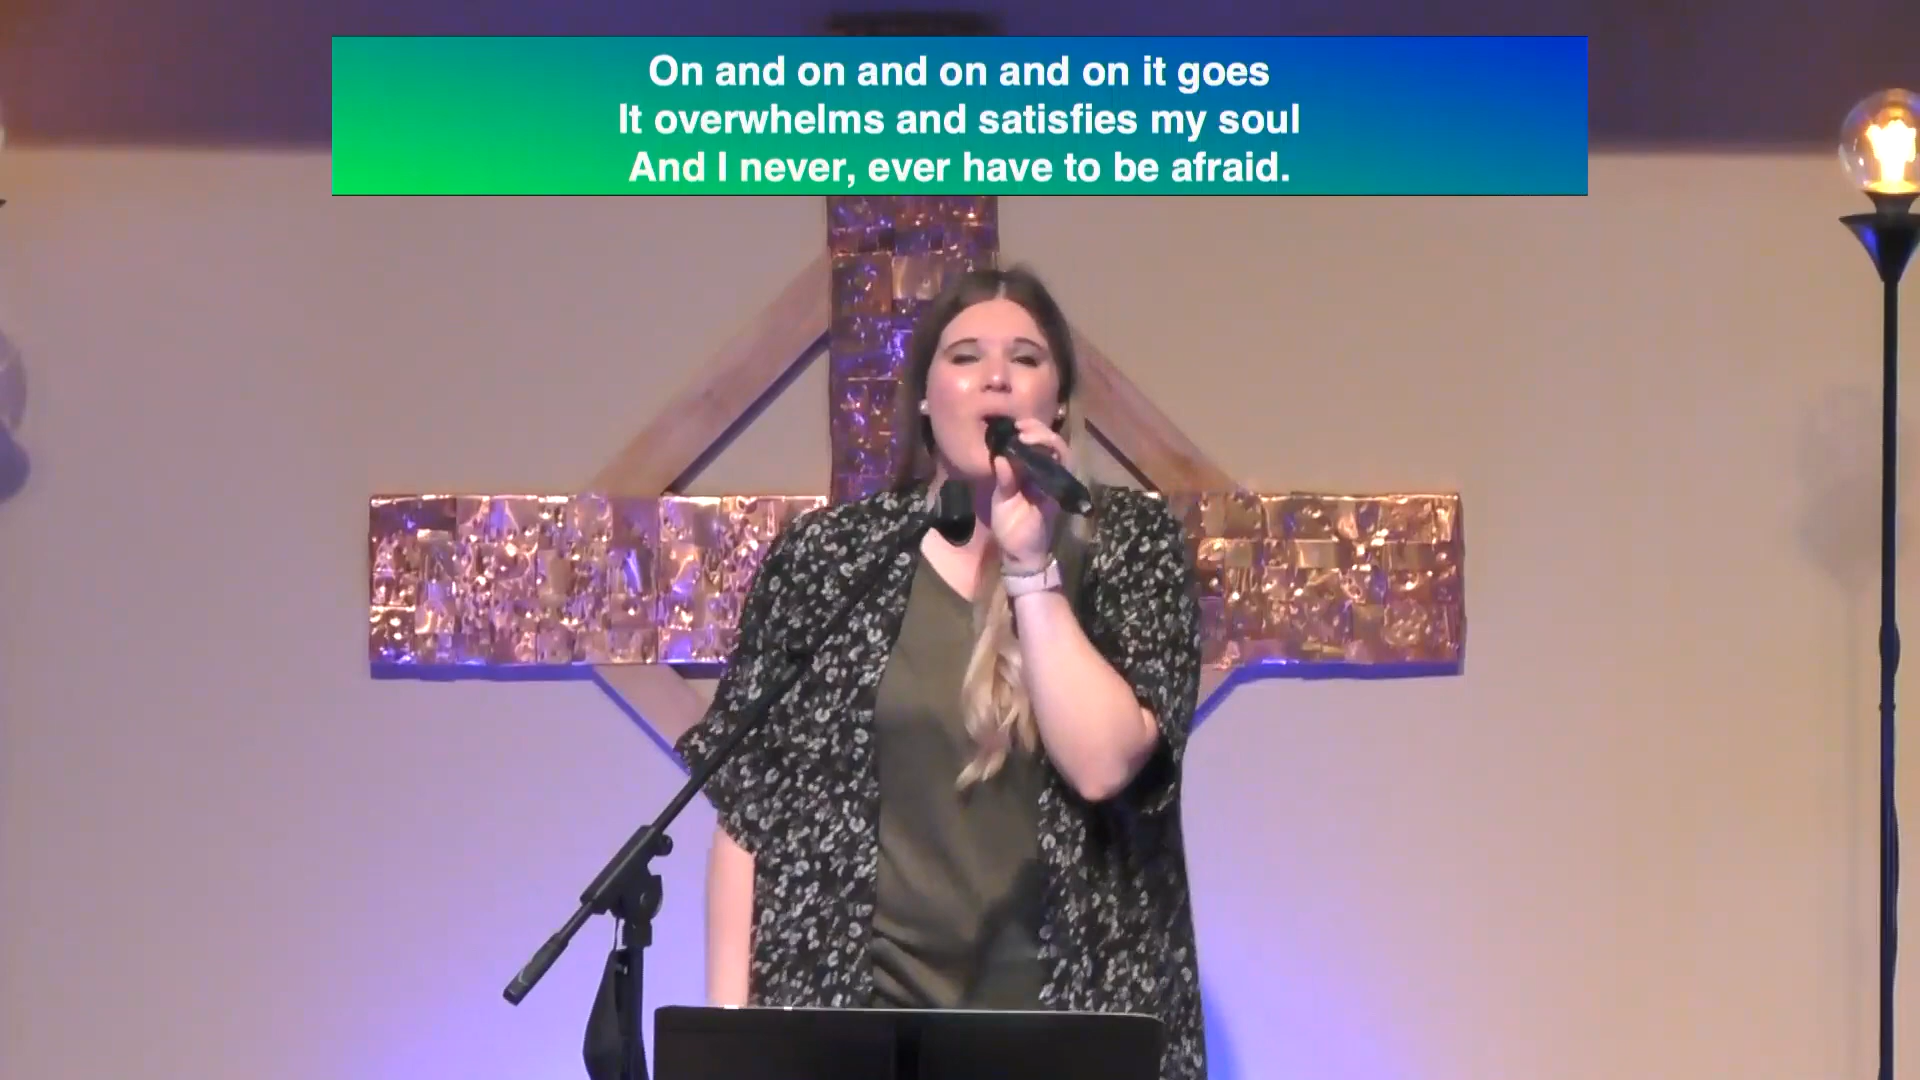 On and on and on and on it goes
It overwhelms and satisfies my soul
And I never, ever have to be afraid.